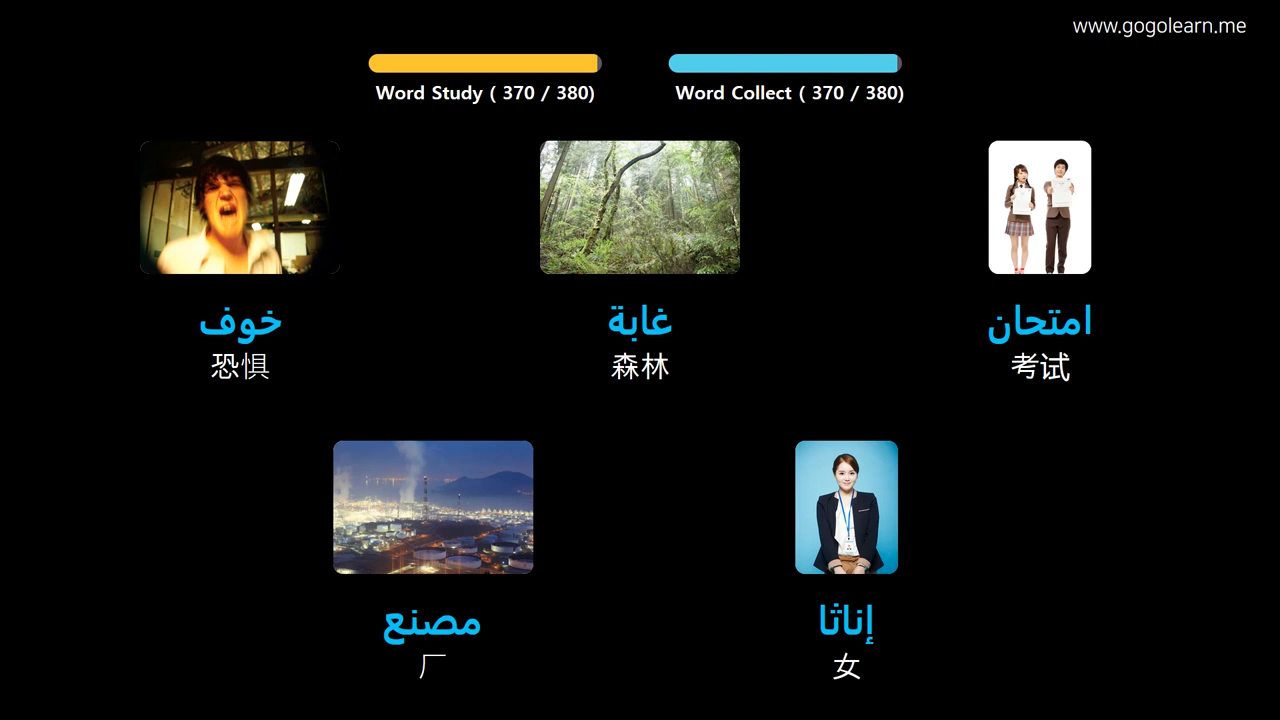 www.gogolearn.me
Word Study ( 370 / 380)
Word Collect ( 370 / 380)
خوف
恐惧
غابة
森林
امتحان
考试
مصنع
厂
إناثا
女